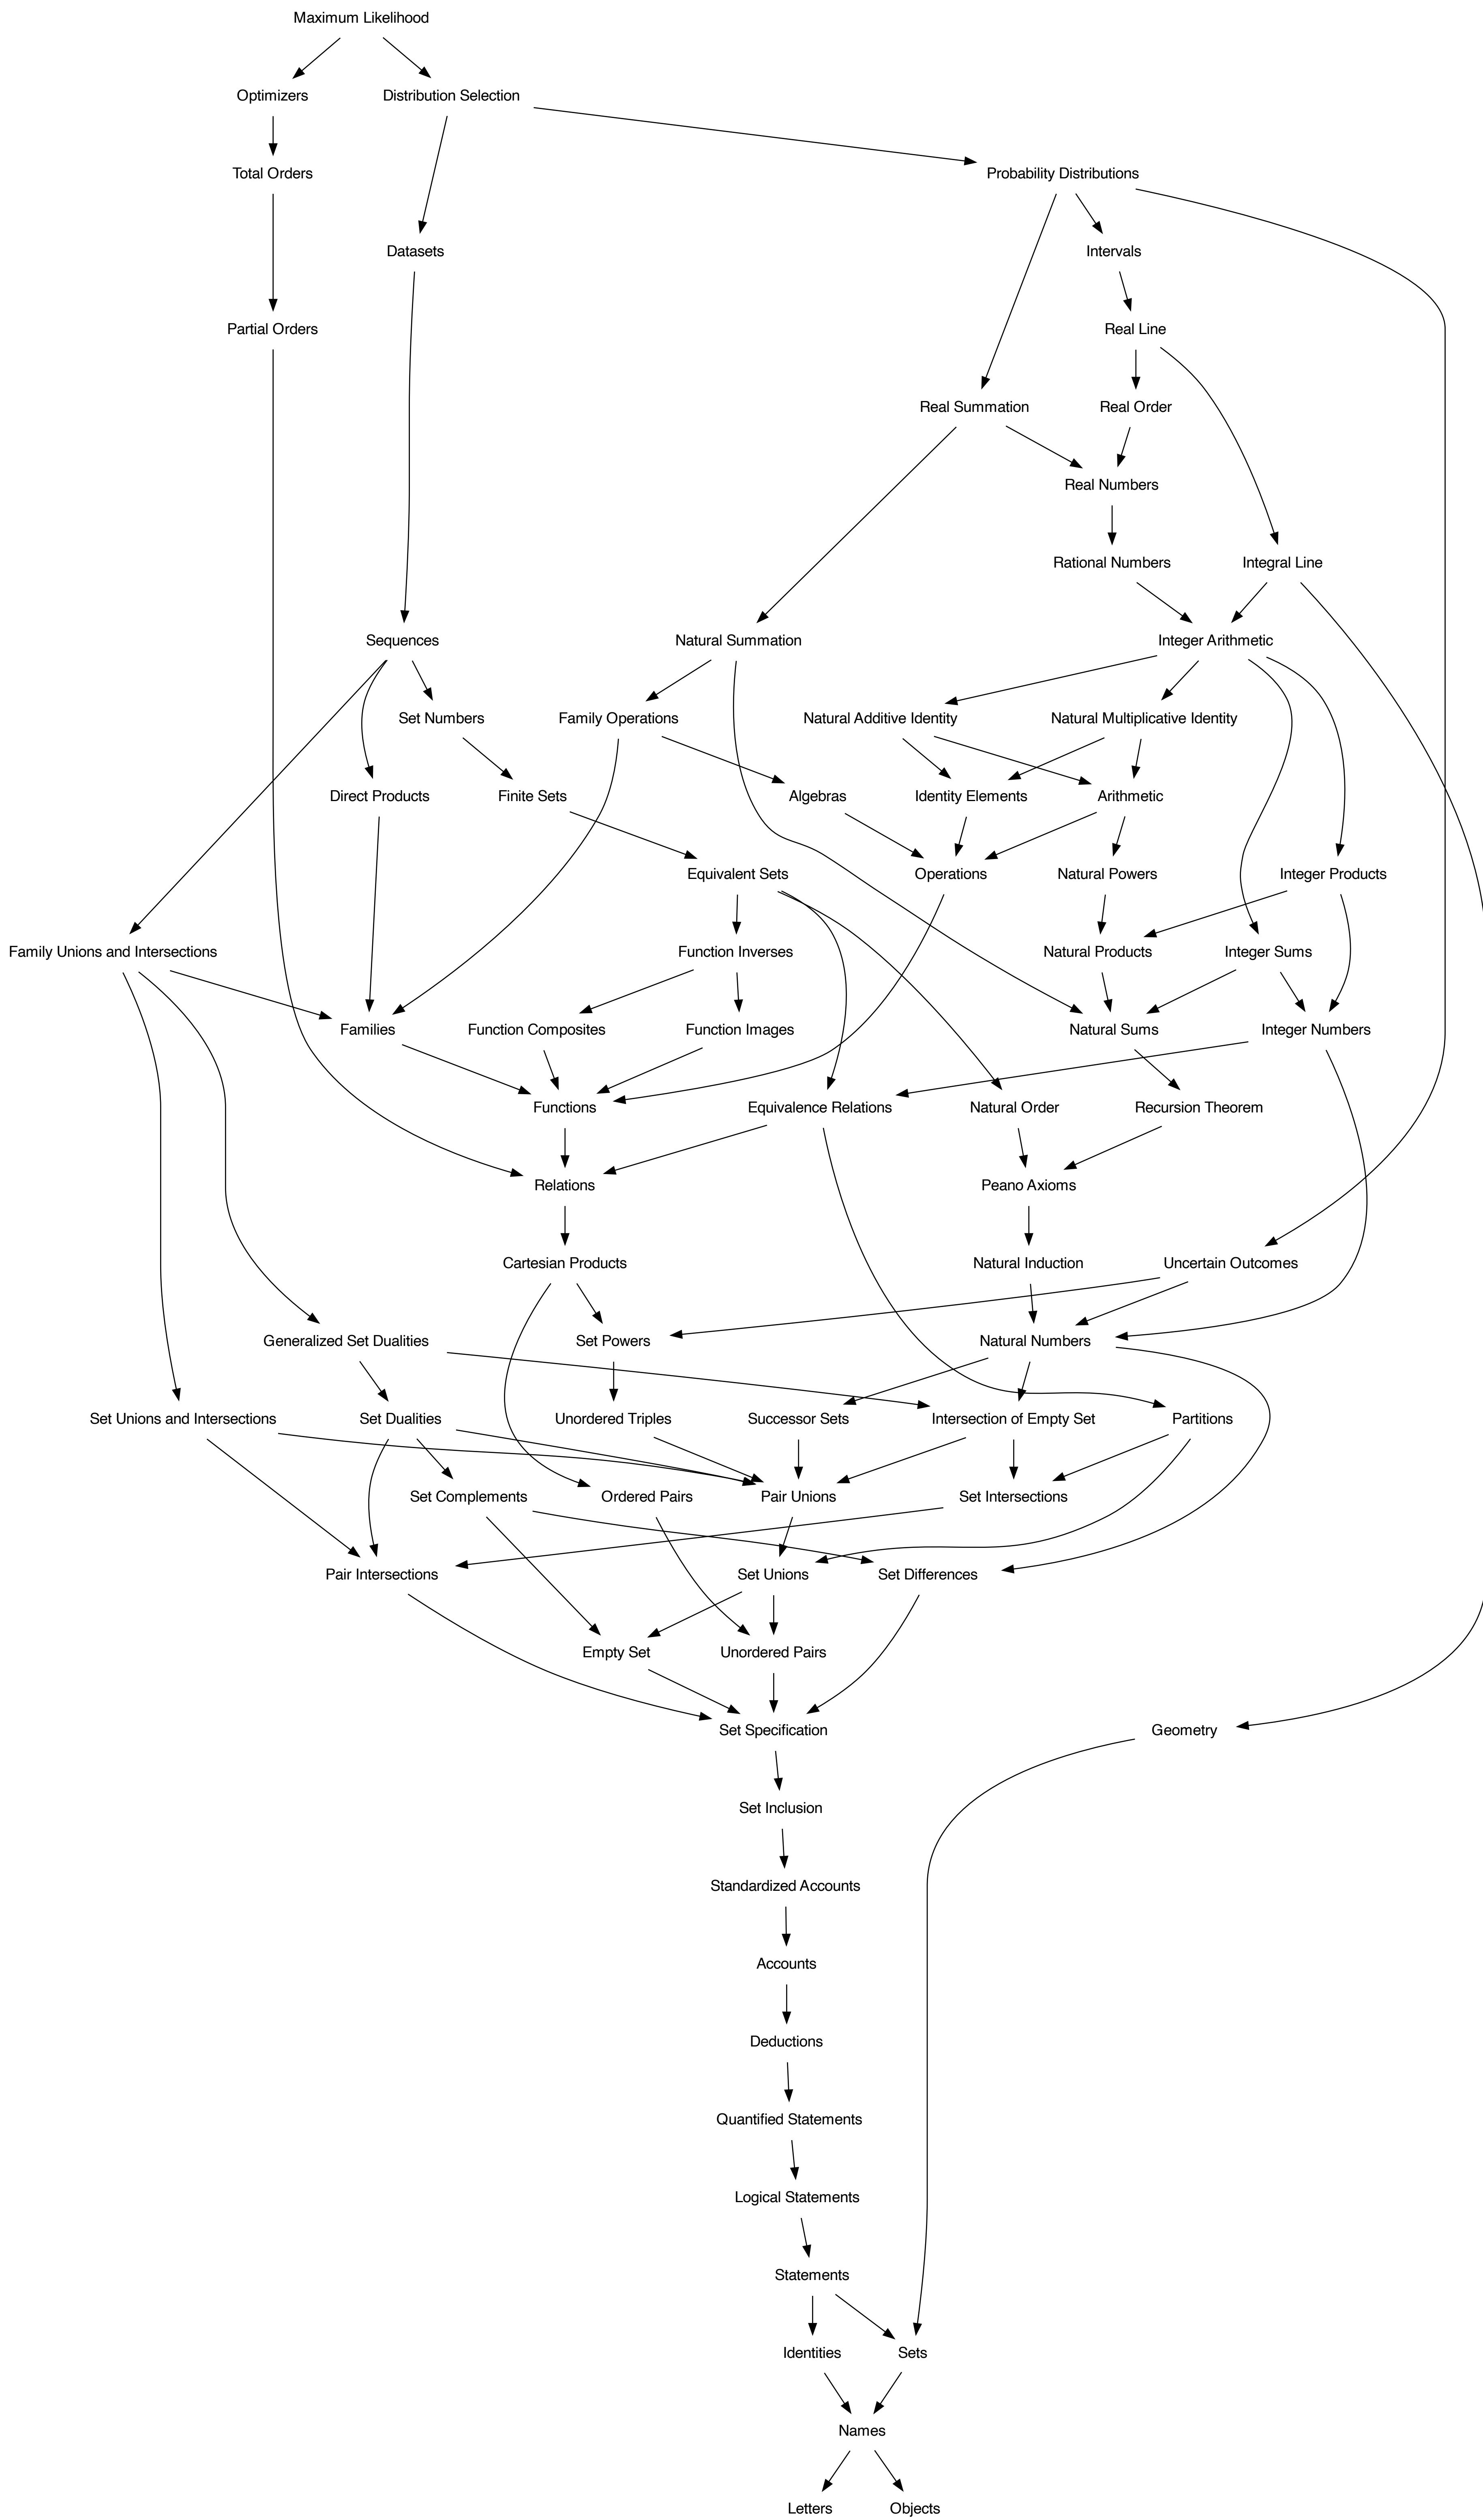 Maximum Likelihood
Optimizers
Distribution Selection
Total Orders
Probability Distributions
Datasets
Intervals
Partial Orders
Real Line
Real Summation
Real Order
Real Numbers
Rational Numbers
Integral Line
Sequences
Natural Summation
Integer Arithmetic
Set Numbers
Family Operations
Natural Additive Identity
Natural Multiplicative Identity
Direct Products
Finite Sets
Algebras
Identity Elements
Arithmetic
Equivalent Sets
Operations
Natural Powers
Integer Products
Family Unions and Intersections
Function Inverses
Natural Products
Integer Sums
Families
Function Composites
Function Images
Natural Sums
Integer Numbers
Functions
Equivalence Relations
Natural Order
Recursion Theorem
Relations
Peano Axioms
Cartesian Products
Natural Induction
Uncertain Outcomes
Generalized Set Dualities
Set Powers
Natural Numbers
Set Unions and Intersections
Set Dualities
Unordered Triples
Successor Sets
Intersection of Empty Set
Partitions
Set Complements
Ordered Pairs
Pair Unions
Set Intersections
Pair Intersections
Set Unions
Set Differences
Empty Set
Unordered Pairs
Set Specification
Geometry
Set Inclusion
Standardized Accounts
Accounts
Deductions
Quantified Statements
Logical Statements
Statements
Identities
Sets
Names
Letters
Objects